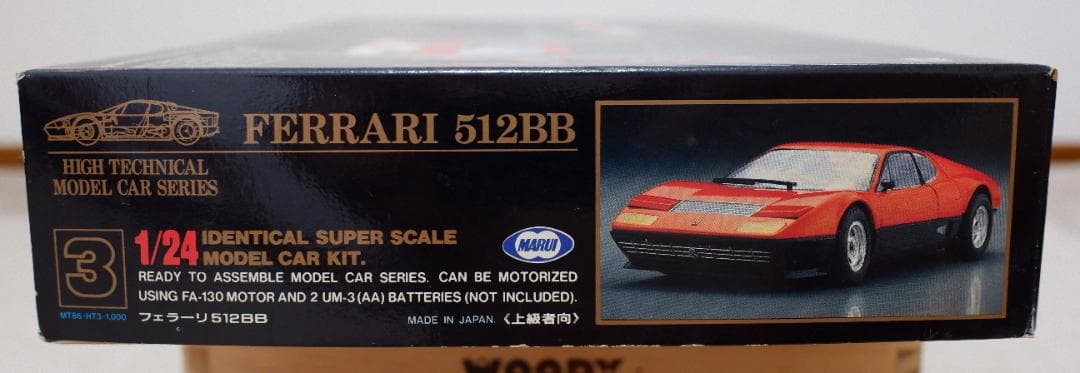 FERRARI 512BB
HIGH TECHNICAL
MODEL CAR SERIES
3
1/24 IDENTICAL SUPER SCALE
MODEL CAR KIT.
MARUI
READY TO ASSEMBLE MODEL CAR SERIES. CAN BE MOTORIZED
USING FA-130 MOTOR AND 2 UM-3 (AA) BATTERIES (NOT INCLUDED).
MT86-HT3-1,000
フェラーリ512BB
MADE IN JAPAN. 《上級者向》